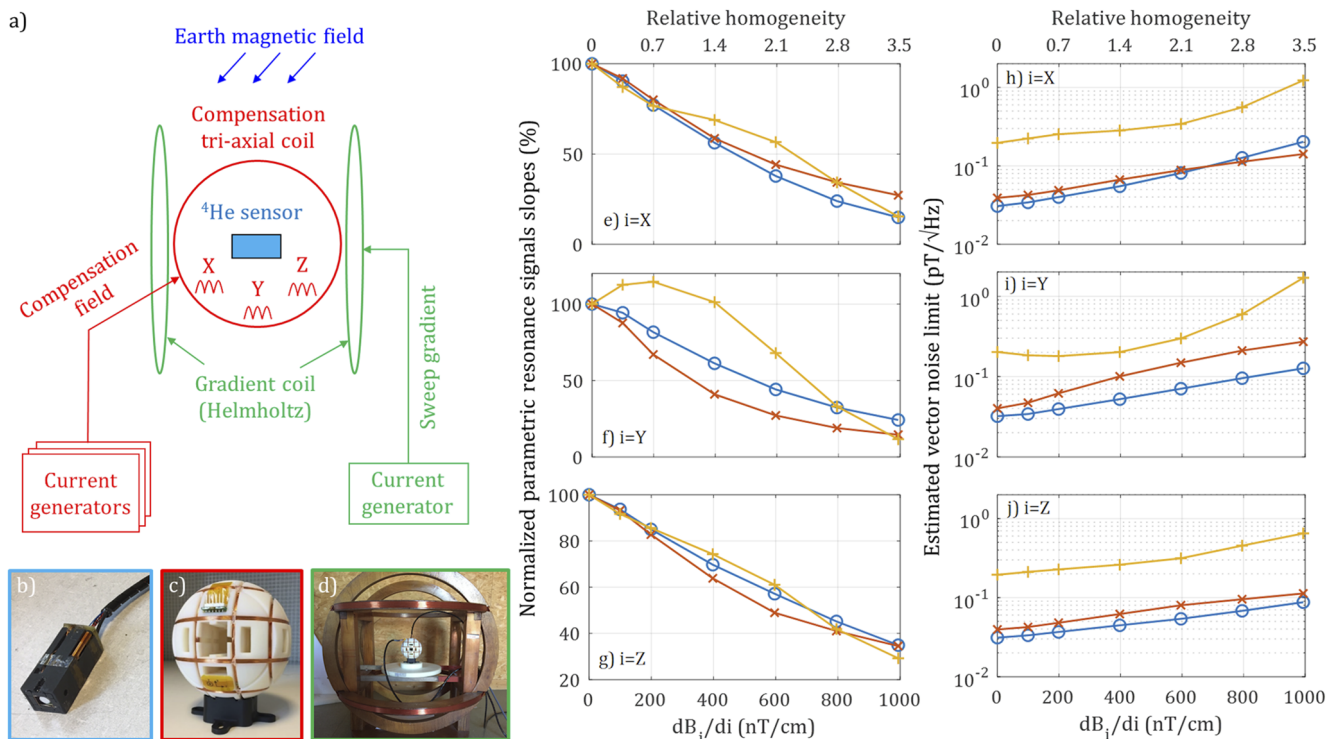 a)
Earth magnetic field
Compensation
tri-axial coil
⁴He sensor
X
Y
Z
Compensation
field
Gradient coil
(Helmholtz)
Sweep gradient
Current
generators
Current
generator
b)
c)
d)
Normalized parametric resonance signals slopes (%)
Relative homogeneity
0 0.7 1.4 2.1 2.8 3.5
100
50
0
e) i=X
100
50
0
f) i=Y
100
80
60
40
20
g) i=Z
0 200 400 600 800 1000
dBᵢ/di (nT/cm)
Estimated vector noise limit (pT/√Hz)
Relative homogeneity
0 0.7 1.4 2.1 2.8 3.5
h) i=X
10⁰
10⁻¹
10⁻²
i) i=Y
10⁰
10⁻¹
10⁻²
j) i=Z
10⁰
10⁻¹
10⁻²
0 200 400 600 800 1000
dBᵢ/di (nT/cm)